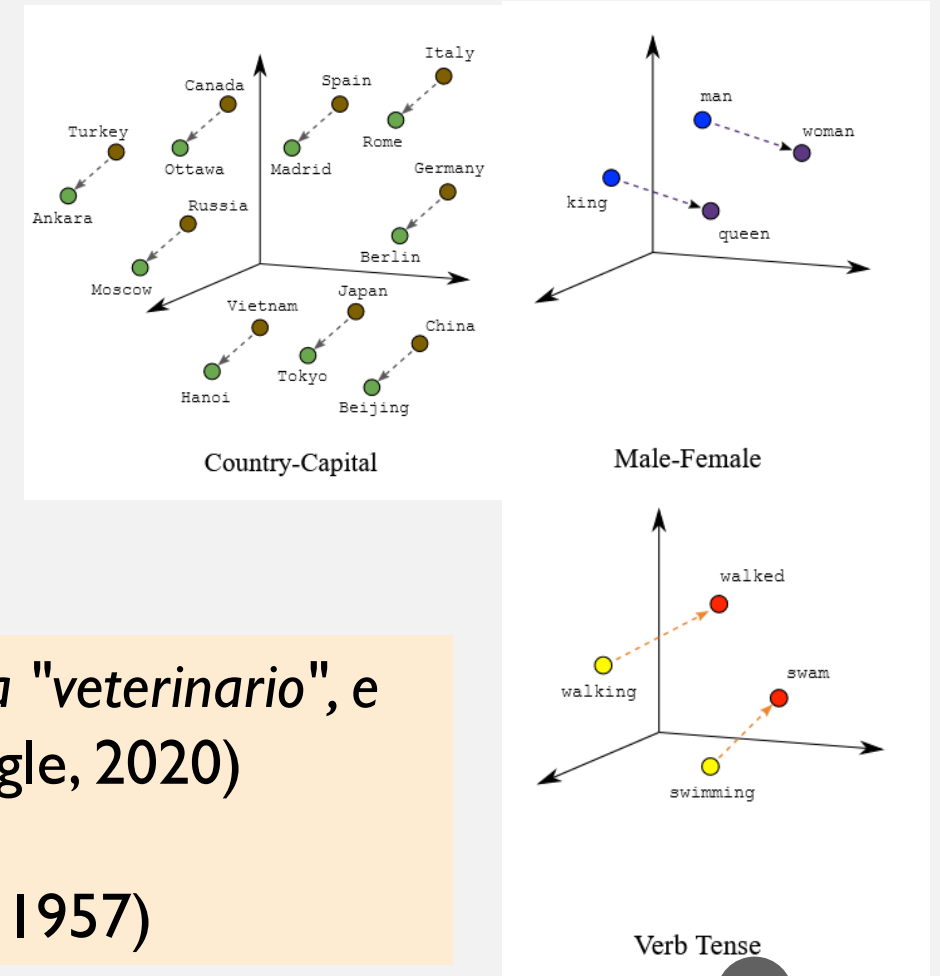 Italy
Canada
Spain
Turkey
Rome
Ottawa
Madrid
Germany
Ankara
Russia
Berlin
Moscow
Japan
Vietnam
China
Tokyo
Hanoi
Beijing
Country-Capital
man
woman
king
queen
Male-Female
walked
swam
walking
swimming
Verb Tense
a "veterinario", e
gle, 2020)
1957)